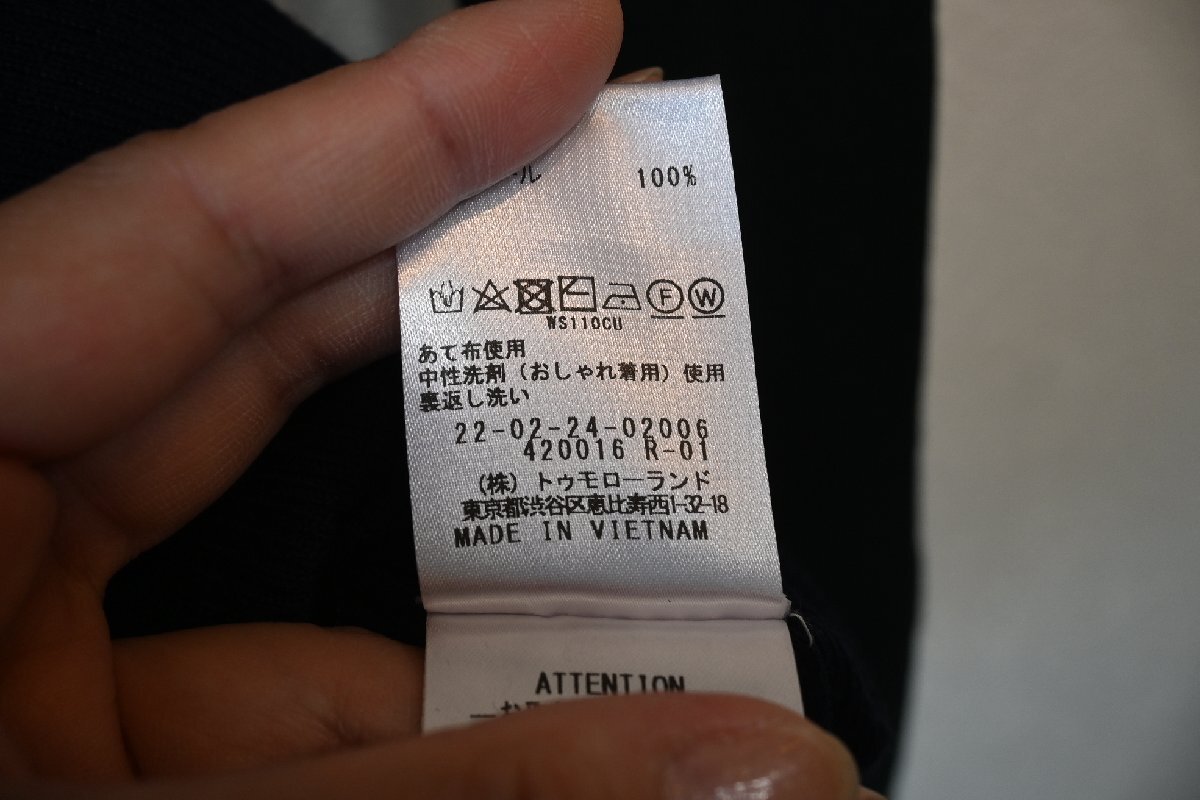 ール 100%
F W
WS110CU
あて布使用
中性洗剤（おしゃれ着用）使用
裏返し洗い
22-02-24-02006
420016 R-01
（株）トゥモローランド
東京都渋谷区恵比寿西1-32-18
MADE IN VIETNAM
ATTENTION